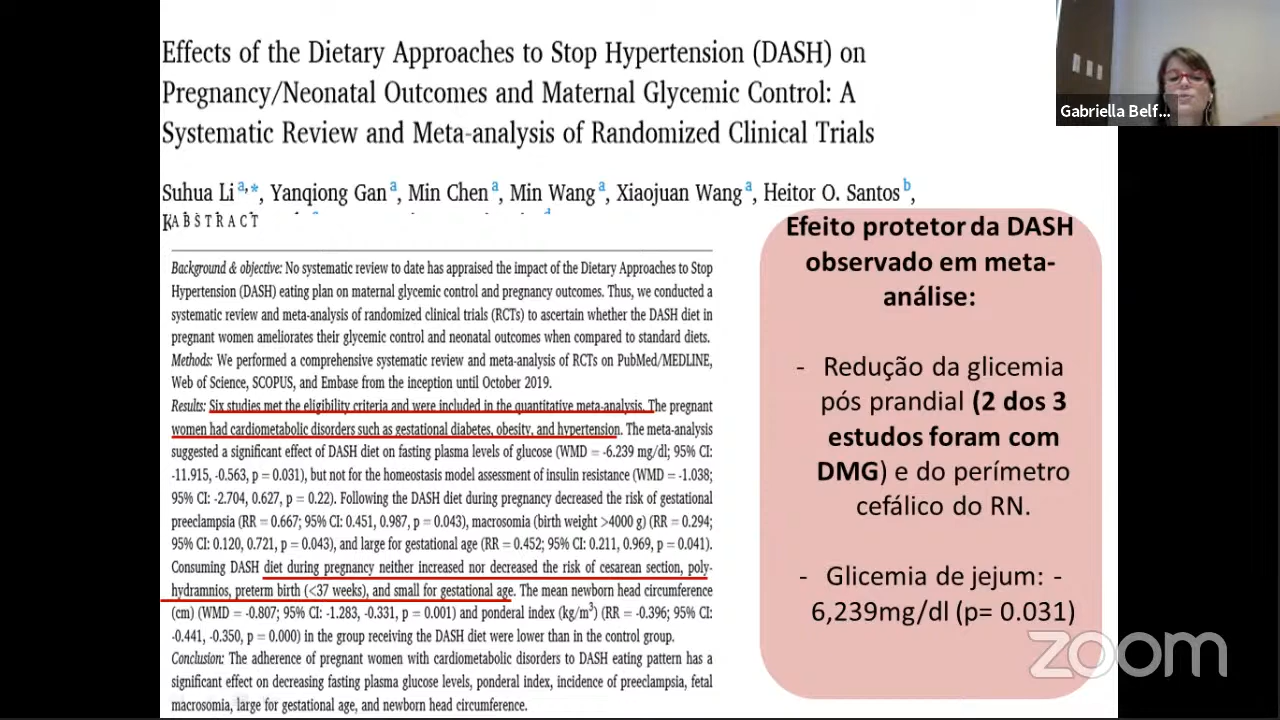 Effects of the Dietary Approaches to Stop Hypertension (DASH) on
Pregnancy/Neonatal Outcomes and Maternal Glycemic Control: A
Systematic Review and Meta-analysis of Randomized Clinical Trials
Suhua Li a,*, Yanqiong Gan a, Min Chen a, Min Wang a, Xiaojuan Wang a, Heitor O. Santos b,
ABSTRACT
Background & objective: No systematic review to date has appraised the impact of the Dietary Approaches to Stop
Hypertension (DASH) eating plan on maternal glycemic control and pregnancy outcomes. Thus, we conducted a
systematic review and meta-analysis of randomized clinical trials (RCTs) to ascertain whether the DASH diet in
pregnant women ameliorates their glycemic control and neonatal outcomes when compared to standard diets.
Methods: We performed a comprehensive systematic review and meta-analysis of RCTs on PubMed/MEDLINE,
Web of Science, SCOPUS, and Embase from the inception until October 2019.
Results: Six studies met the eligibility criteria and were included in the quantitative meta-analysis. The pregnant
women had cardiometabolic disorders such as gestational diabetes, obesity, and hypertension. The meta-analysis
suggested a significant effect of DASH diet on fasting plasma levels of glucose (WMD = -6.239 mg/dl; 95% CI:
-11.915, -0.563, p = 0.031), but not for the homeostasis model assessment of insulin resistance (WMD = -1.038;
95% CI: -2.704, 0.627, p = 0.22). Following the DASH diet during pregnancy decreased the risk of gestational
preeclampsia (RR = 0.667; 95% CI: 0.451, 0.987, p = 0.043), macrosomia (birth weight >4000 g) (RR = 0.294;
95% CI: 0.120, 0.721, p = 0.043), and large for gestational age (RR = 0.452; 95% CI: 0.211, 0.969, p = 0.041).
Consuming DASH diet during pregnancy neither increased nor decreased the risk of cesarean section, poly-
hydramnios, preterm birth (<37 weeks), and small for gestational age. The mean newborn head circumference
(cm) (WMD = -0.807; 95% CI: -1.283, -0.331, p = 0.001) and ponderal index (kg/m³) (RR = -0.396; 95% CI:
-0.441, -0.350, p = 0.000) in the group receiving the DASH diet were lower than in the control group.
Conclusion: The adherence of pregnant women with cardiometabolic disorders to DASH eating pattern has a
significant effect on decreasing fasting plasma glucose levels, ponderal index, incidence of preeclampsia, fetal
macrosomia, large for gestational age, and newborn head circumference.
Efeito protetor da DASH
observado em meta-
análise:
- Redução da glicemia
pós prandial (2 dos 3
estudos foram com
DMG) e do perímetro
cefálico do RN.
- Glicemia de jejum: -
6,239mg/dl (p= 0.031)
Gabriella Belf...
zoom